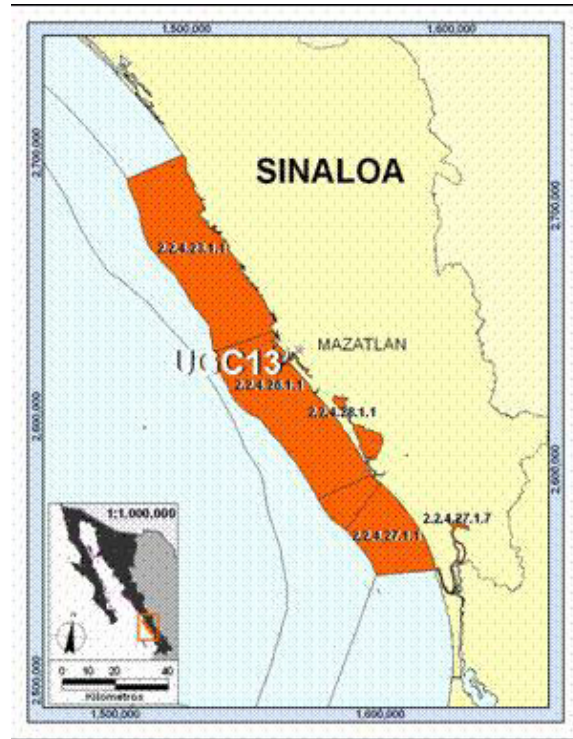 1,500,000
1,600,000
2,700,000
2,700,000
SINALOA
2.2.4.23.1.1
MAZATLAN
UGC13
2.2.4.26.1.1
2.2.4.28.1.1
2,600,000
2,600,000
2.2.4.27.1.7
2.2.4.27.1.1
1:1,000,000
N
0 10 20 40
Kilometros
2,500,000
1,500,000
1,600,000